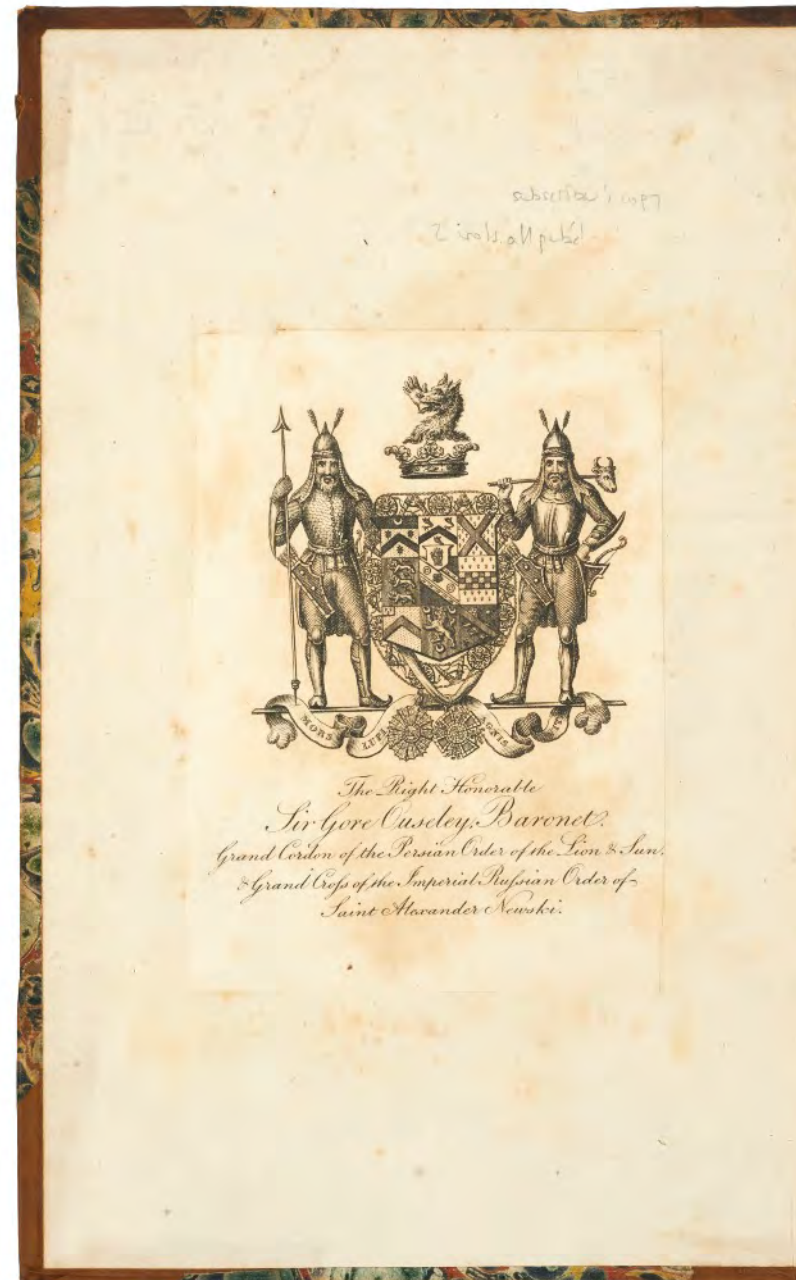 MORS LUPI AGNIS
The Right Honorable
Sir Gore Ouseley, Baronet.
Grand Cordon of the Persian Order of the Lion & Sun.
& Grand Croſs of the Imperial Ruſsian Order of
Saint Alexander Newski.